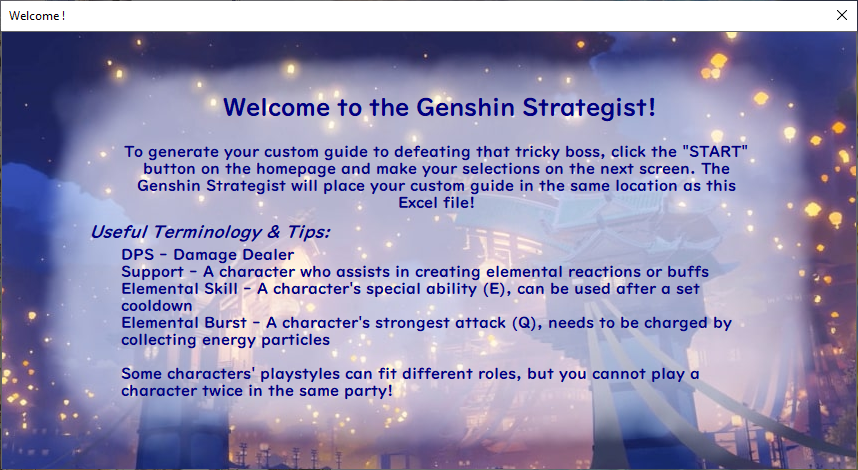 Welcome!
Welcome to the Genshin Strategist!
To generate your custom guide to defeating that tricky boss, click the "START"
button on the homepage and make your selections on the next screen. The
Genshin Strategist will place your custom guide in the same location as this
Excel file!
Useful Terminology & Tips:
DPS - Damage Dealer
Support - A character who assists in creating elemental reactions or buffs
Elemental Skill - A character's special ability (E), can be used after a set
cooldown
Elemental Burst - A character's strongest attack (Q), needs to be charged by
collecting energy particles
Some characters' playstyles can fit different roles, but you cannot play a
character twice in the same party!